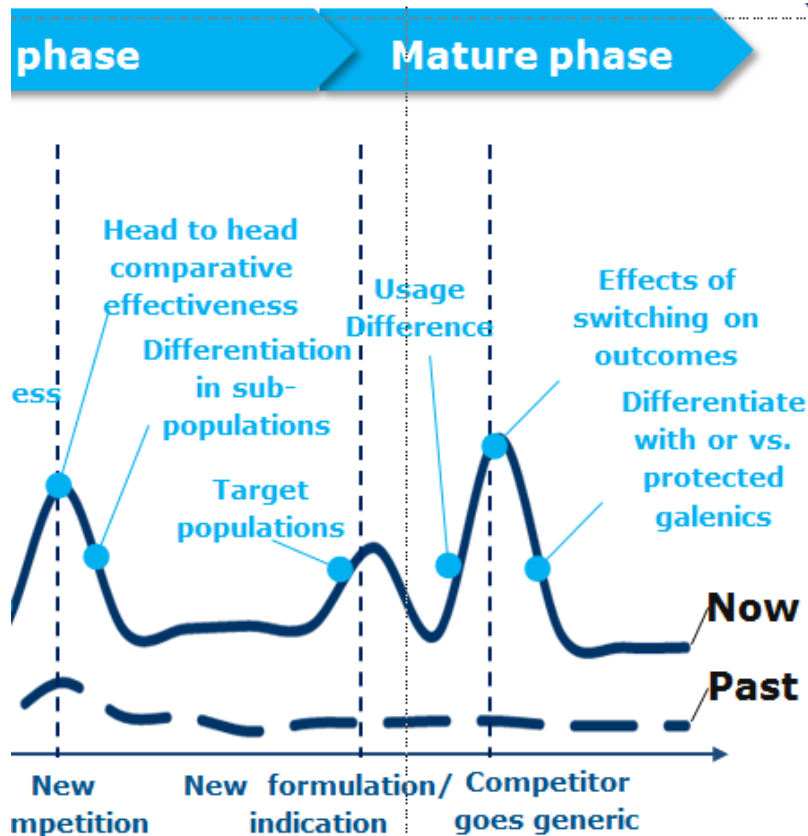 phase
Mature phase
Head to head
comparative
effectiveness
Differentiation
in sub-
populations
ess
Target
populations
Usage
Difference
Effects of
switching on
outcomes
Differentiate
with or vs.
protected
galenics
Now
Past
New
mpetition
New formulation/
indication
Competitor
goes generic